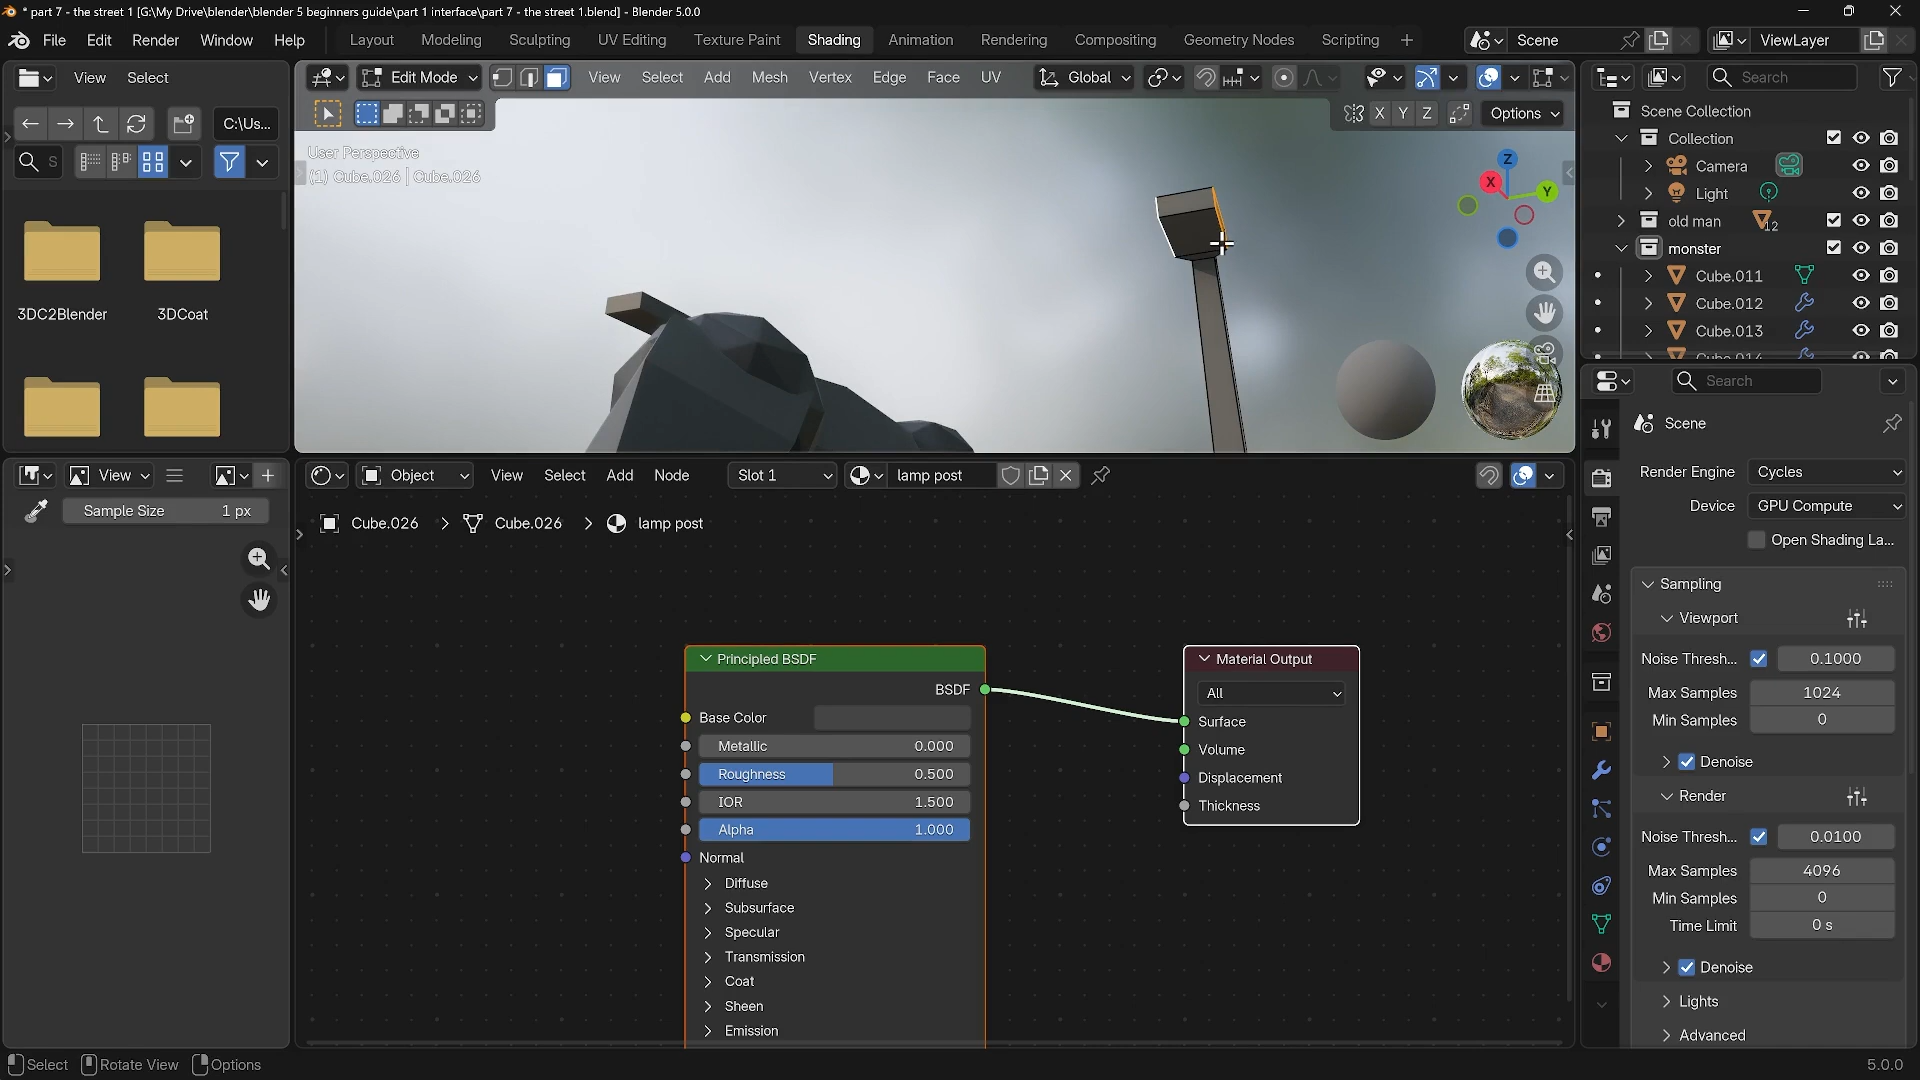 * part 7 - the street 1 [G:\My Drive\blender\blender 5 beginners guide\part 1 interface\part 7 - the street 1.blend] - Blender 5.0.0
File Edit Render Window Help Layout Modeling Sculpting UV Editing Texture Paint Shading Animation Rendering Compositing Geometry Nodes Scripting + Scene ViewLayer
View Select Edit Mode View Select Add Mesh Vertex Edge Face UV Global Search
C:\Us... X Y Z Options Scene Collection
S
User Perspective
(1) Cube.026 | Cube.026
Collection
Camera
Light
old man 12
monster
Cube.011
Cube.012
Cube.013
Cube.014
Z
X
Y
3DC2Blender 3DCoat
Search
Scene
View Object View Select Add Node Slot 1 lamp post
Sample Size 1 px
Cube.026 > Cube.026 > lamp post
Render Engine Cycles
Device GPU Compute
Open Shading La...
Sampling
Viewport
Noise Thresh... 0.1000
Max Samples 1024
Min Samples 0
Denoise
Render
Noise Thresh... 0.0100
Max Samples 4096
Min Samples 0
Time Limit 0 s
Denoise
Lights
Advanced
Principled BSDF
BSDF
Base Color
Metallic 0.000
Roughness 0.500
IOR 1.500
Alpha 1.000
Normal
Diffuse
Subsurface
Specular
Transmission
Coat
Sheen
Emission
Material Output
All
Surface
Volume
Displacement
Thickness
Select Rotate View Options 5.0.0